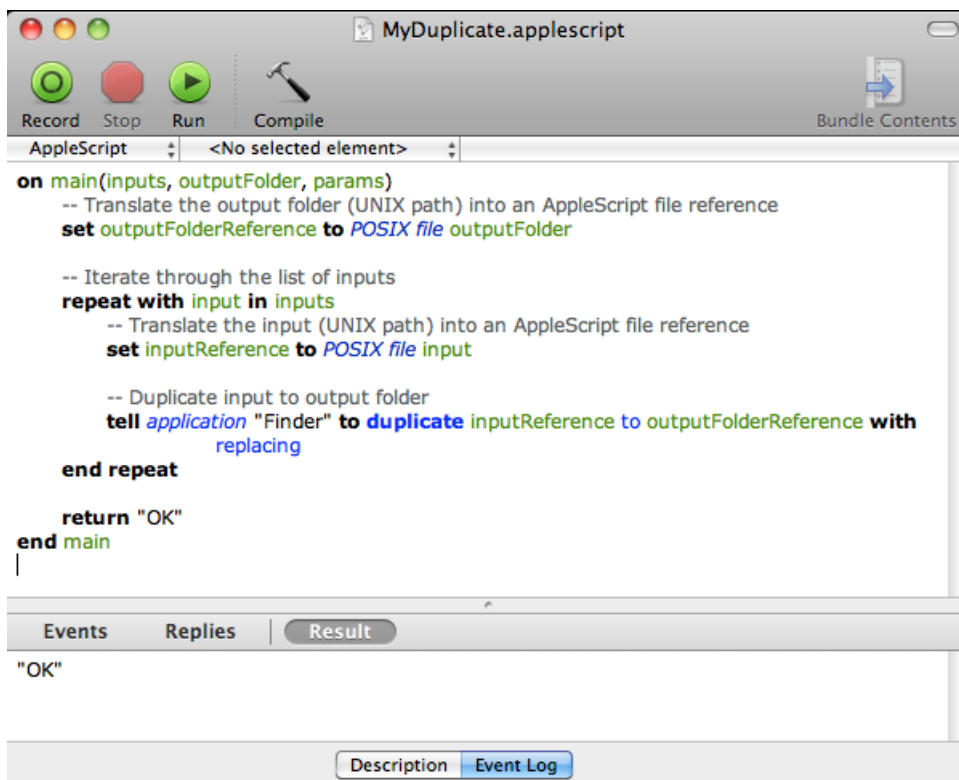 MyDuplicate.applescript
Record Stop Run Compile Bundle Contents
AppleScript <No selected element>
on main(inputs, outputFolder, params)
-- Translate the output folder (UNIX path) into an AppleScript file reference
set outputFolderReference to POSIX file outputFolder
-- Iterate through the list of inputs
repeat with input in inputs
-- Translate the input (UNIX path) into an AppleScript file reference
set inputReference to POSIX file input
-- Duplicate input to output folder
tell application "Finder" to duplicate inputReference to outputFolderReference with
replacing
end repeat
return "OK"
end main
Events Replies Result
"OK"
Description Event Log